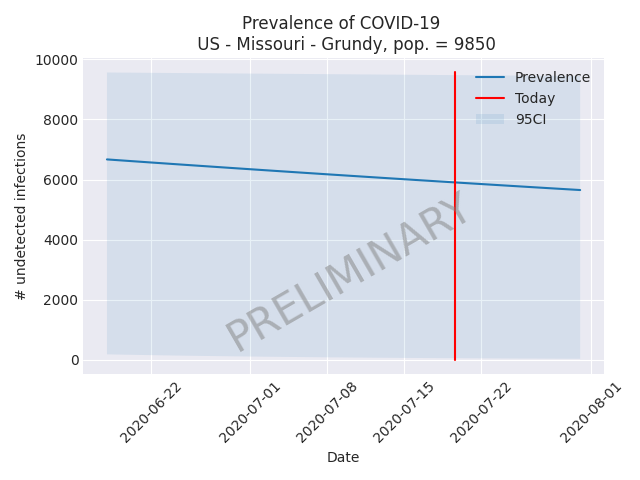 Prevalence of COVID-19
US - Missouri - Grundy, pop. = 9850
10000
8000
6000
4000
2000
0
# undetected infections
Prevalence
Today
95CI
PRELIMINARY
2020-06-22
2020-07-01
2020-07-08
2020-07-15
2020-07-22
2020-08-01
Date